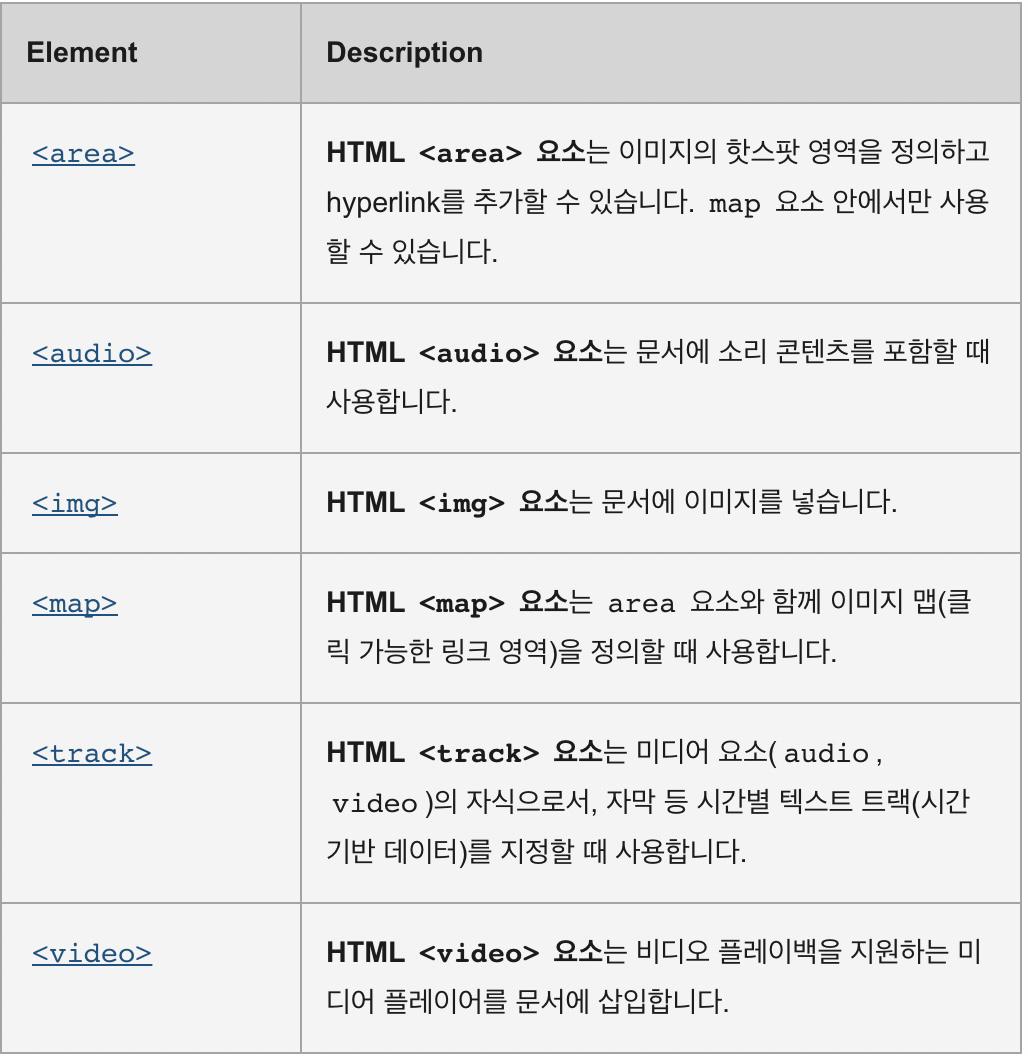 Element Description
<area> HTML <area> 요소는 이미지의 핫스팟 영역을 정의하고
hyperlink를 추가할 수 있습니다. map 요소 안에서만 사용
할 수 있습니다.
<audio> HTML <audio> 요소는 문서에 소리 콘텐츠를 포함할 때
사용합니다.
<img> HTML <img> 요소는 문서에 이미지를 넣습니다.
<map> HTML <map> 요소는 area 요소와 함께 이미지 맵(클
릭 가능한 링크 영역)을 정의할 때 사용합니다.
<track> HTML <track> 요소는 미디어 요소( audio ,
video )의 자식으로서, 자막 등 시간별 텍스트 트랙(시간
기반 데이터)를 지정할 때 사용합니다.
<video> HTML <video> 요소는 비디오 플레이백을 지원하는 미
디어 플레이어를 문서에 삽입합니다.